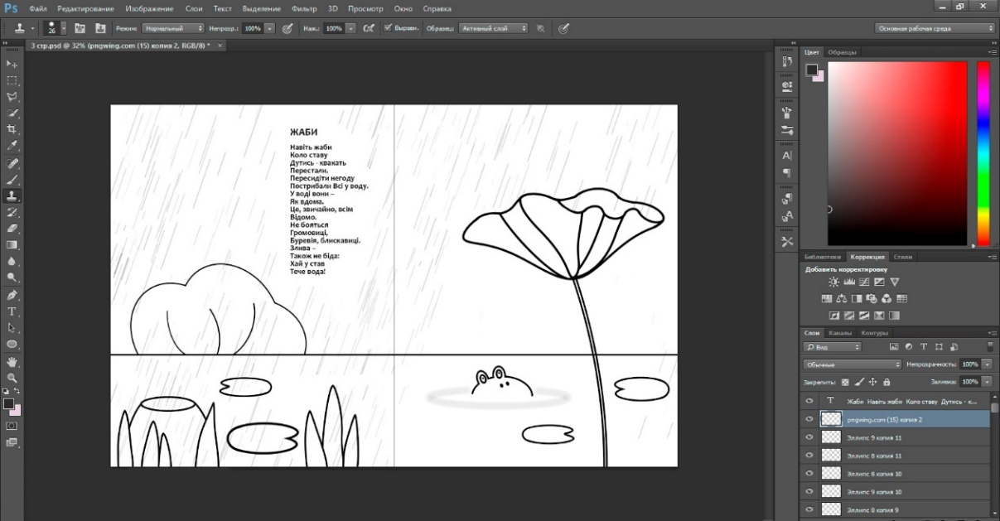 Ps Файл Редактирование Изображение Слои Текст Выделение Фильтр 3D Просмотр Окно Справка
26 Режим: Нормальный Непрозр.: 100% Наж.: 100% Выравн. Образец: Активный слой Основная рабочая среда
3 стр.psd @ 32% (pngwing.com (15) копия 2, RGB/8) * ×
Цвет Образцы
ЖАБИ
Навіть жаби
Коло ставу
Дутись - квакать
Перестали.
Пересидіти негоду
Пострибали Всі у воду.
У воді вони –
Як вдома.
Це, звичайно, всім
Відомо.
Не бояться
Громовиці,
Буревія, блискавиці.
Злива –
Також не біда:
Хай у став
Тече вода!
Библиотеки Коррекция Стили
Добавить корректировку
Слои Каналы Контуры
Вид
Обычные Непрозрачность: 100%
Закрепить: Заливка: 100%
Т Жаби Навіть жаби Коло ставу Дутись - к...
pngwing.com (15) копия 2
Эллипс 9 копия 11
Эллипс 8 копия 11
Эллипс 8 копия 10
Эллипс 9 копия 10
Эллипс 8 копия 9